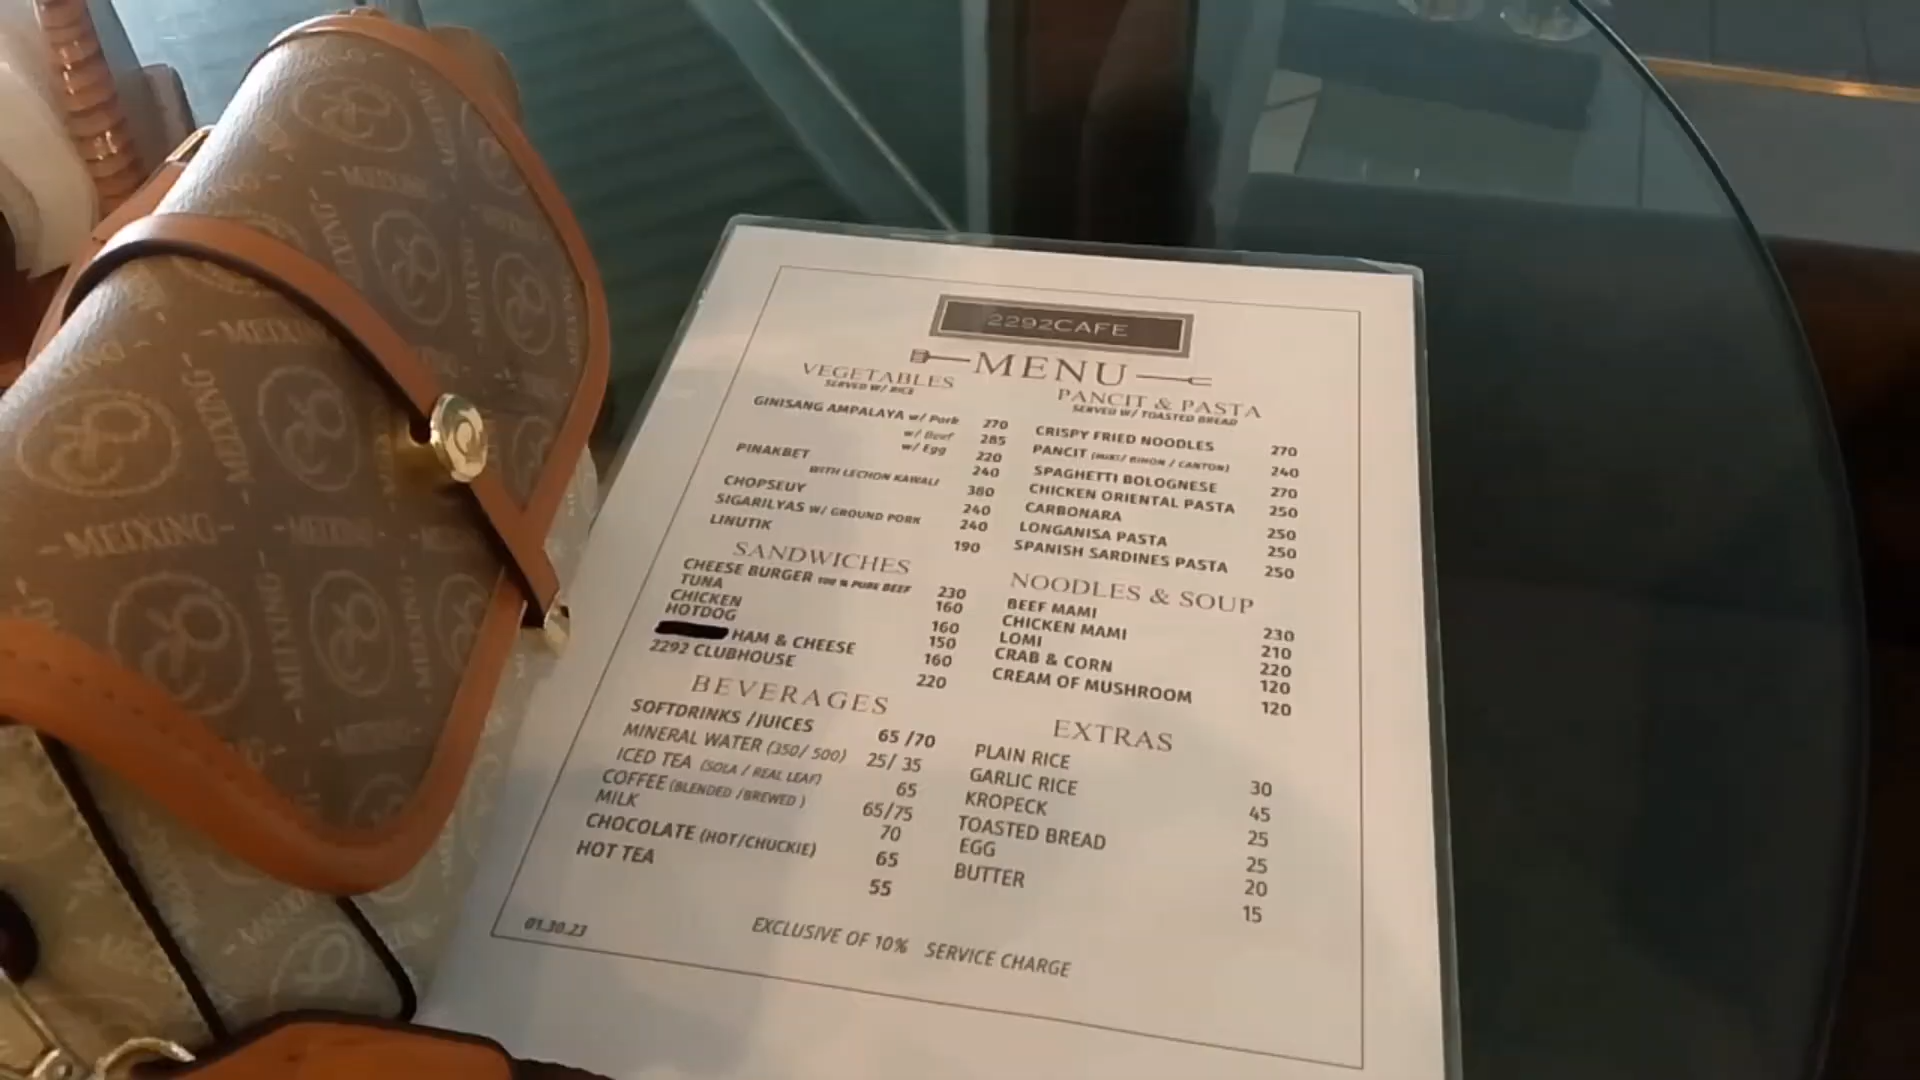 2292CAFE
MENU
VEGETABLES
SERVED W/ RICE
GINISANG AMPALAYA w/ Pork 270
w/ Beef 285
w/ Egg 220
PINAKBET 240
WITH LECHON KAWALI 380
CHOPSEUY 240
SIGARILYAS W/ GROUND PORK 240
LINUTIK 190
SANDWICHES
CHEESE BURGER 100 % PURE BEEF 230
TUNA 160
CHICKEN 160
HOTDOG 150
HAM & CHEESE 160
2292 CLUBHOUSE 220
BEVERAGES
SOFTDRINKS /JUICES 65 /70
MINERAL WATER (350/ 500) 25/ 35
ICED TEA (SOLA / REAL LEAF) 65
COFFEE (BLENDED /BREWED ) 65/75
MILK 70
CHOCOLATE (HOT/CHUCKIE) 65
HOT TEA 55
PANCIT & PASTA
SERVED W/ TOASTED BREAD
CRISPY FRIED NOODLES 270
PANCIT (MIKI/ BIHON / CANTON) 240
SPAGHETTI BOLOGNESE 270
CHICKEN ORIENTAL PASTA 250
CARBONARA 250
LONGANISA PASTA 250
SPANISH SARDINES PASTA 250
NOODLES & SOUP
BEEF MAMI 230
CHICKEN MAMI 210
LOMI 220
CRAB & CORN 120
CREAM OF MUSHROOM 120
EXTRAS
PLAIN RICE 30
GARLIC RICE 45
KROPECK 25
TOASTED BREAD 25
EGG 20
BUTTER 15
01.30.23
EXCLUSIVE OF 10% SERVICE CHARGE
-MEIXING-
-MEIXING-
-MEIXING-
-MEIXING-